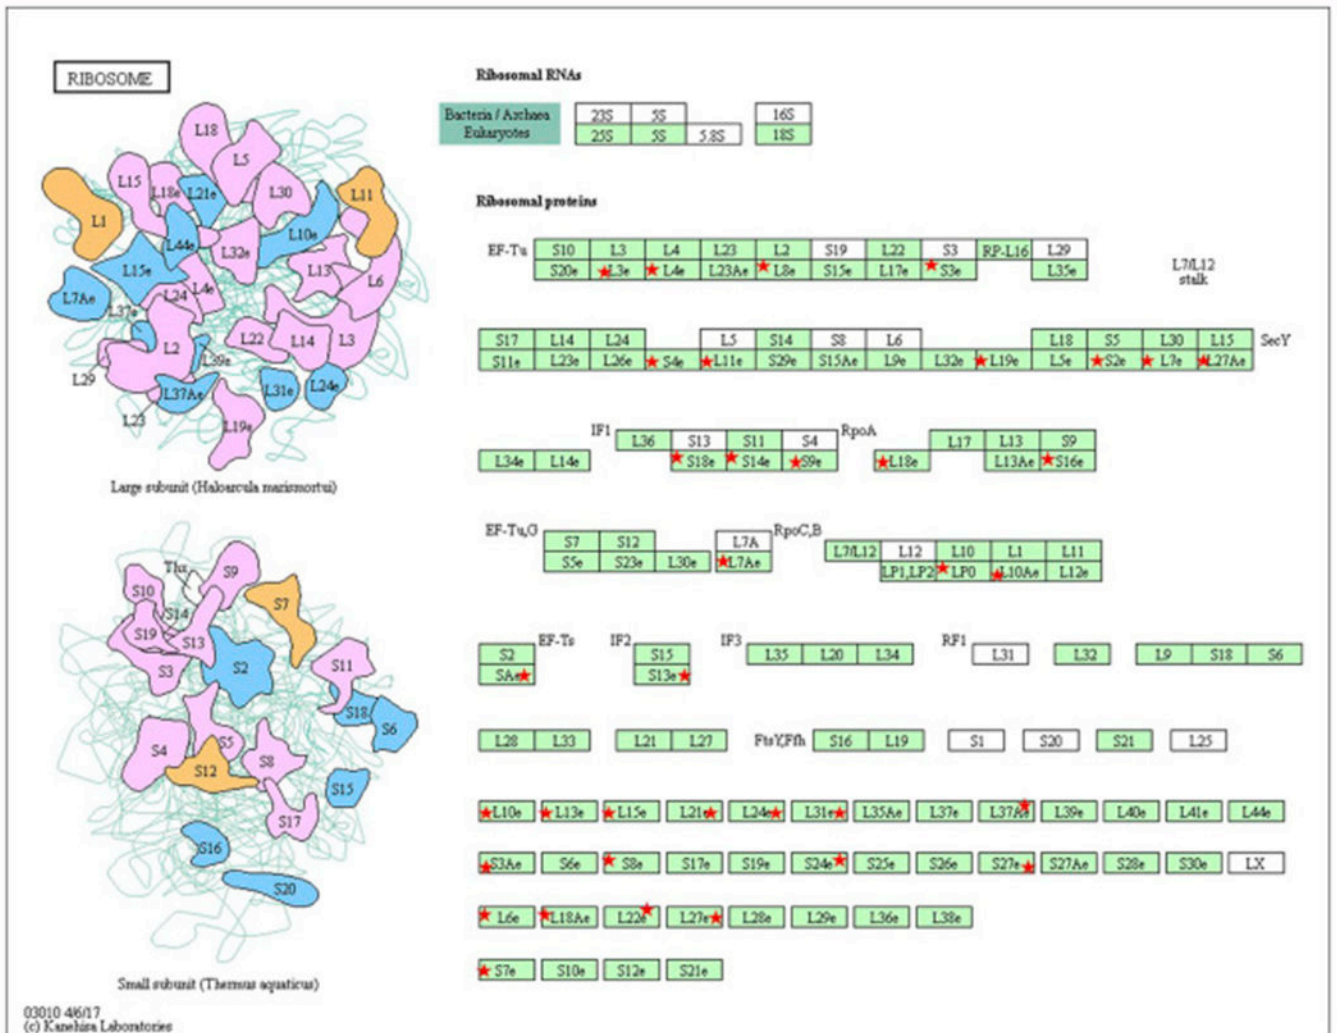 RIBOSOME
Ribosomal RNAs
Bacteria / Archaea 23S 5S 16S
Eukaryotes 25S 5S 5.8S 18S
L18
L5
L15
L18e
L21e
L30
L11
L1
L44e
L32e
L10e
L15e
L13
L6
L7Ae
L24
L4e
L37e
L2
L22
L14
L3
L39e
L29
L37Ae
L31e
L24e
L23
L19e
Large subunit (Haloarcula marismortui)
Thx
S9
S10
S7
S14
S19
S13
S3
S2
S11
S18
S6
S4
S5
S12
S8
S15
S17
S16
S20
Small subunit (Thermus aquaticus)
Ribosomal proteins
EF-Tu S10 L3 L4 L23 L2 S19 L22 S3 RP-L16 L29
S20e L3e L4e L23Ae L8e S15e L17e S3e L35e
L7/L12
stalk
S17 L14 L24 L5 S14 S8 L6 L18 S5 L30 L15 SecY
S11e L23e L26e S4e L11e S29e S15Ae L9e L32e L19e L5e S2e L7e L27Ae
IF1 L36 S13 S11 S4 RpoA L17 L13 S9
L34e L14e S18e S14e S9e L18e L13Ae S16e
EF-Tu,G S7 S12 L7A RpoC,B L7/L12 L12 L10 L1 L11
S5e S23e L30e L7Ae LP1,LP2 LP0 L10Ae L12e
S2 EF-Ts IF2 S15 IF3 L35 L20 L34 RF1 L31 L32 L9 S18 S6
SAe S13e
L28 L33 L21 L27 FtsY,Ffh S16 L19 S1 S20 S21 L25
L10e L13e L15e L21e L24e L31e L35Ae L37e L37Ae L39e L40e L41e L44e
S3Ae S6e S8e S17e S19e S24e S25e S26e S27e S27Ae S28e S30e LX
L6e L18Ae L22e L27e L28e L29e L36e L38e
S7e S10e S12e S21e
03010 4/6/17
(c) Kanehisa Laboratories